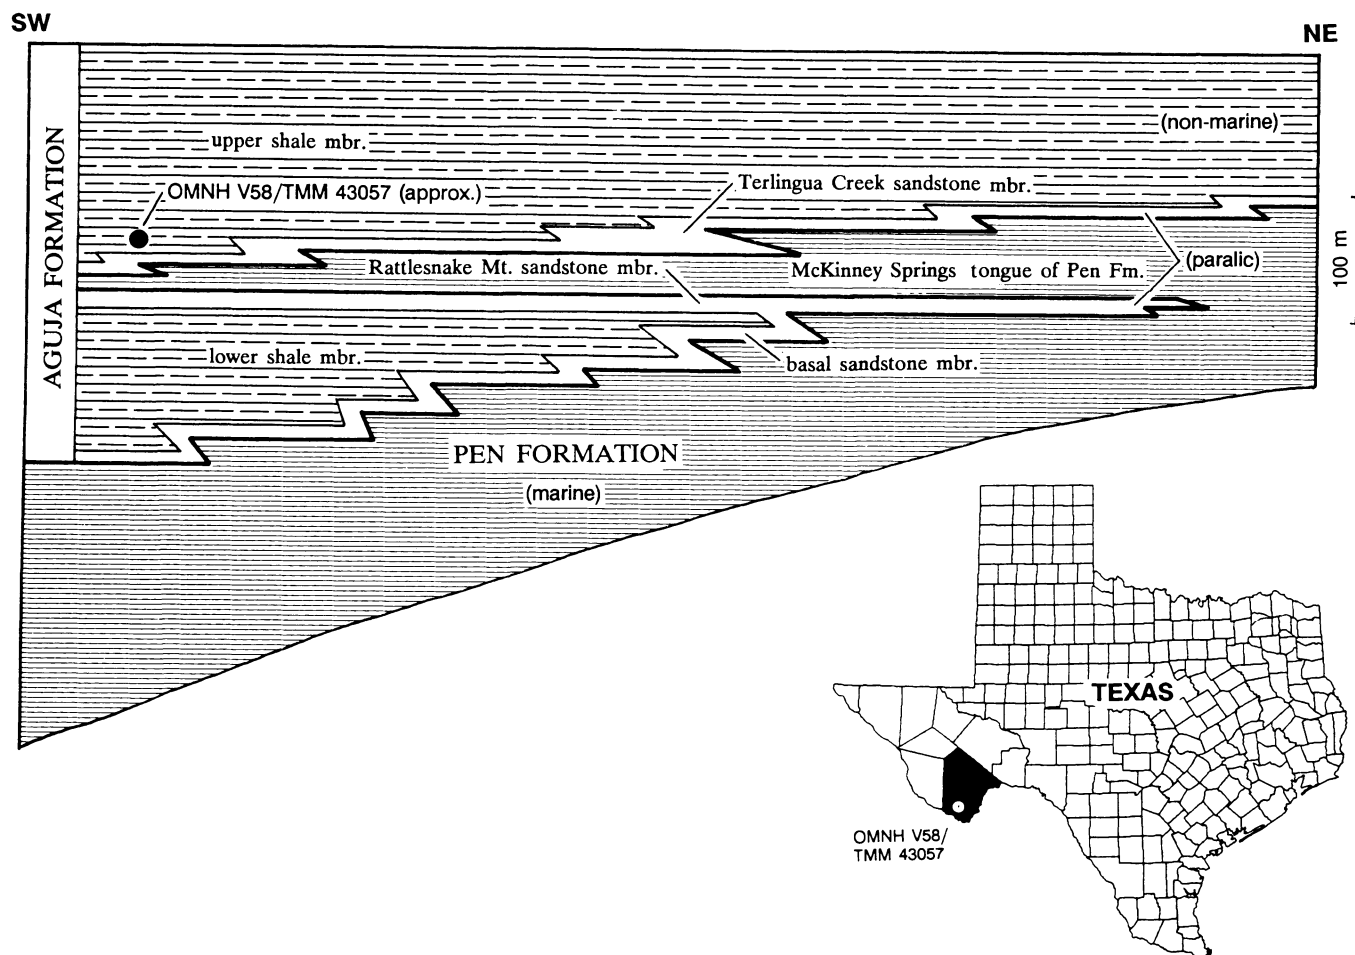 SW
NE
AGUJA FORMATION
upper shale mbr.
(non-marine)
OMNH V58/TMM 43057 (approx.)
Terlingua Creek sandstone mbr.
Rattlesnake Mt. sandstone mbr.
McKinney Springs tongue of Pen Fm.
(paralic)
100 m
lower shale mbr.
basal sandstone mbr.
PEN FORMATION
(marine)
TEXAS
OMNH V58/
TMM 43057